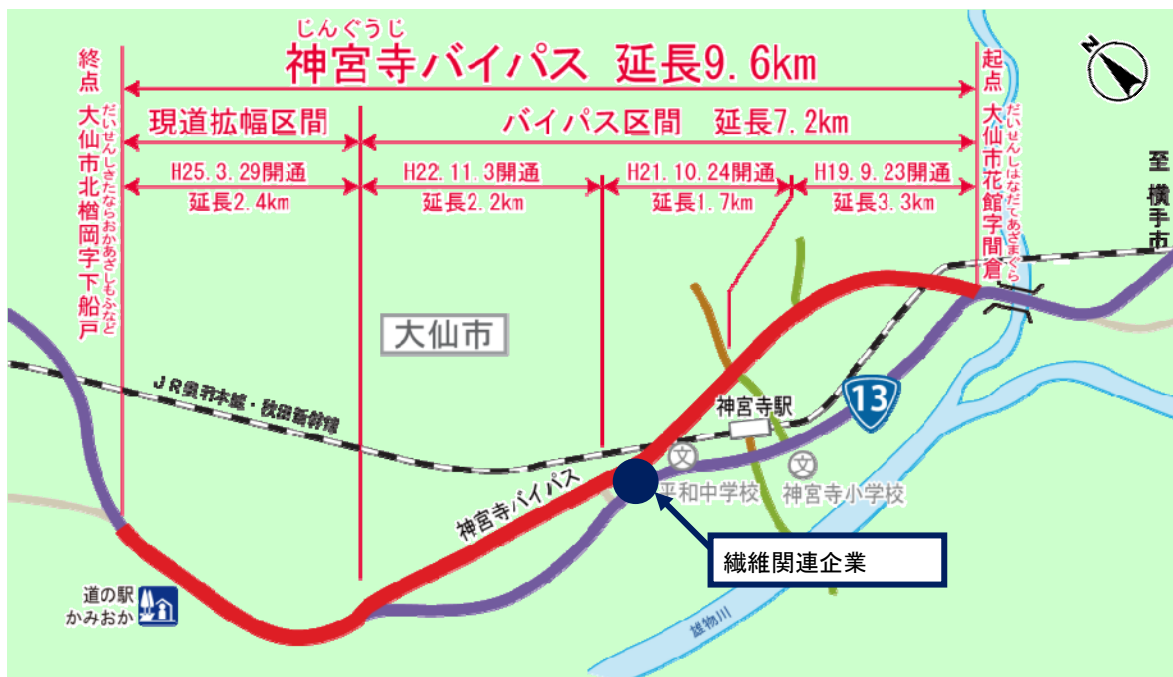 じんぐうじ
神宮寺バイパス 延長9.6km
終点 大仙市北楢岡字下船戸
だいせんしきたならおかあざしもふなど
起点 大仙市花館字間倉
だいせんしはなだてあざまぐら
現道拡幅区間
バイパス区間 延長7.2km
H25.3.29開通
延長2.4km
H22.11.3開通
延長2.2km
H21.10.24開通
延長1.7km
H19.9.23開通
延長3.3km
N
至 横手市
大仙市
JR奥羽本線・秋田新幹線
神宮寺駅
13
文
平和中学校
文
神宮寺小学校
神宮寺バイパス
繊維関連企業
道の駅
かみおか
雄物川